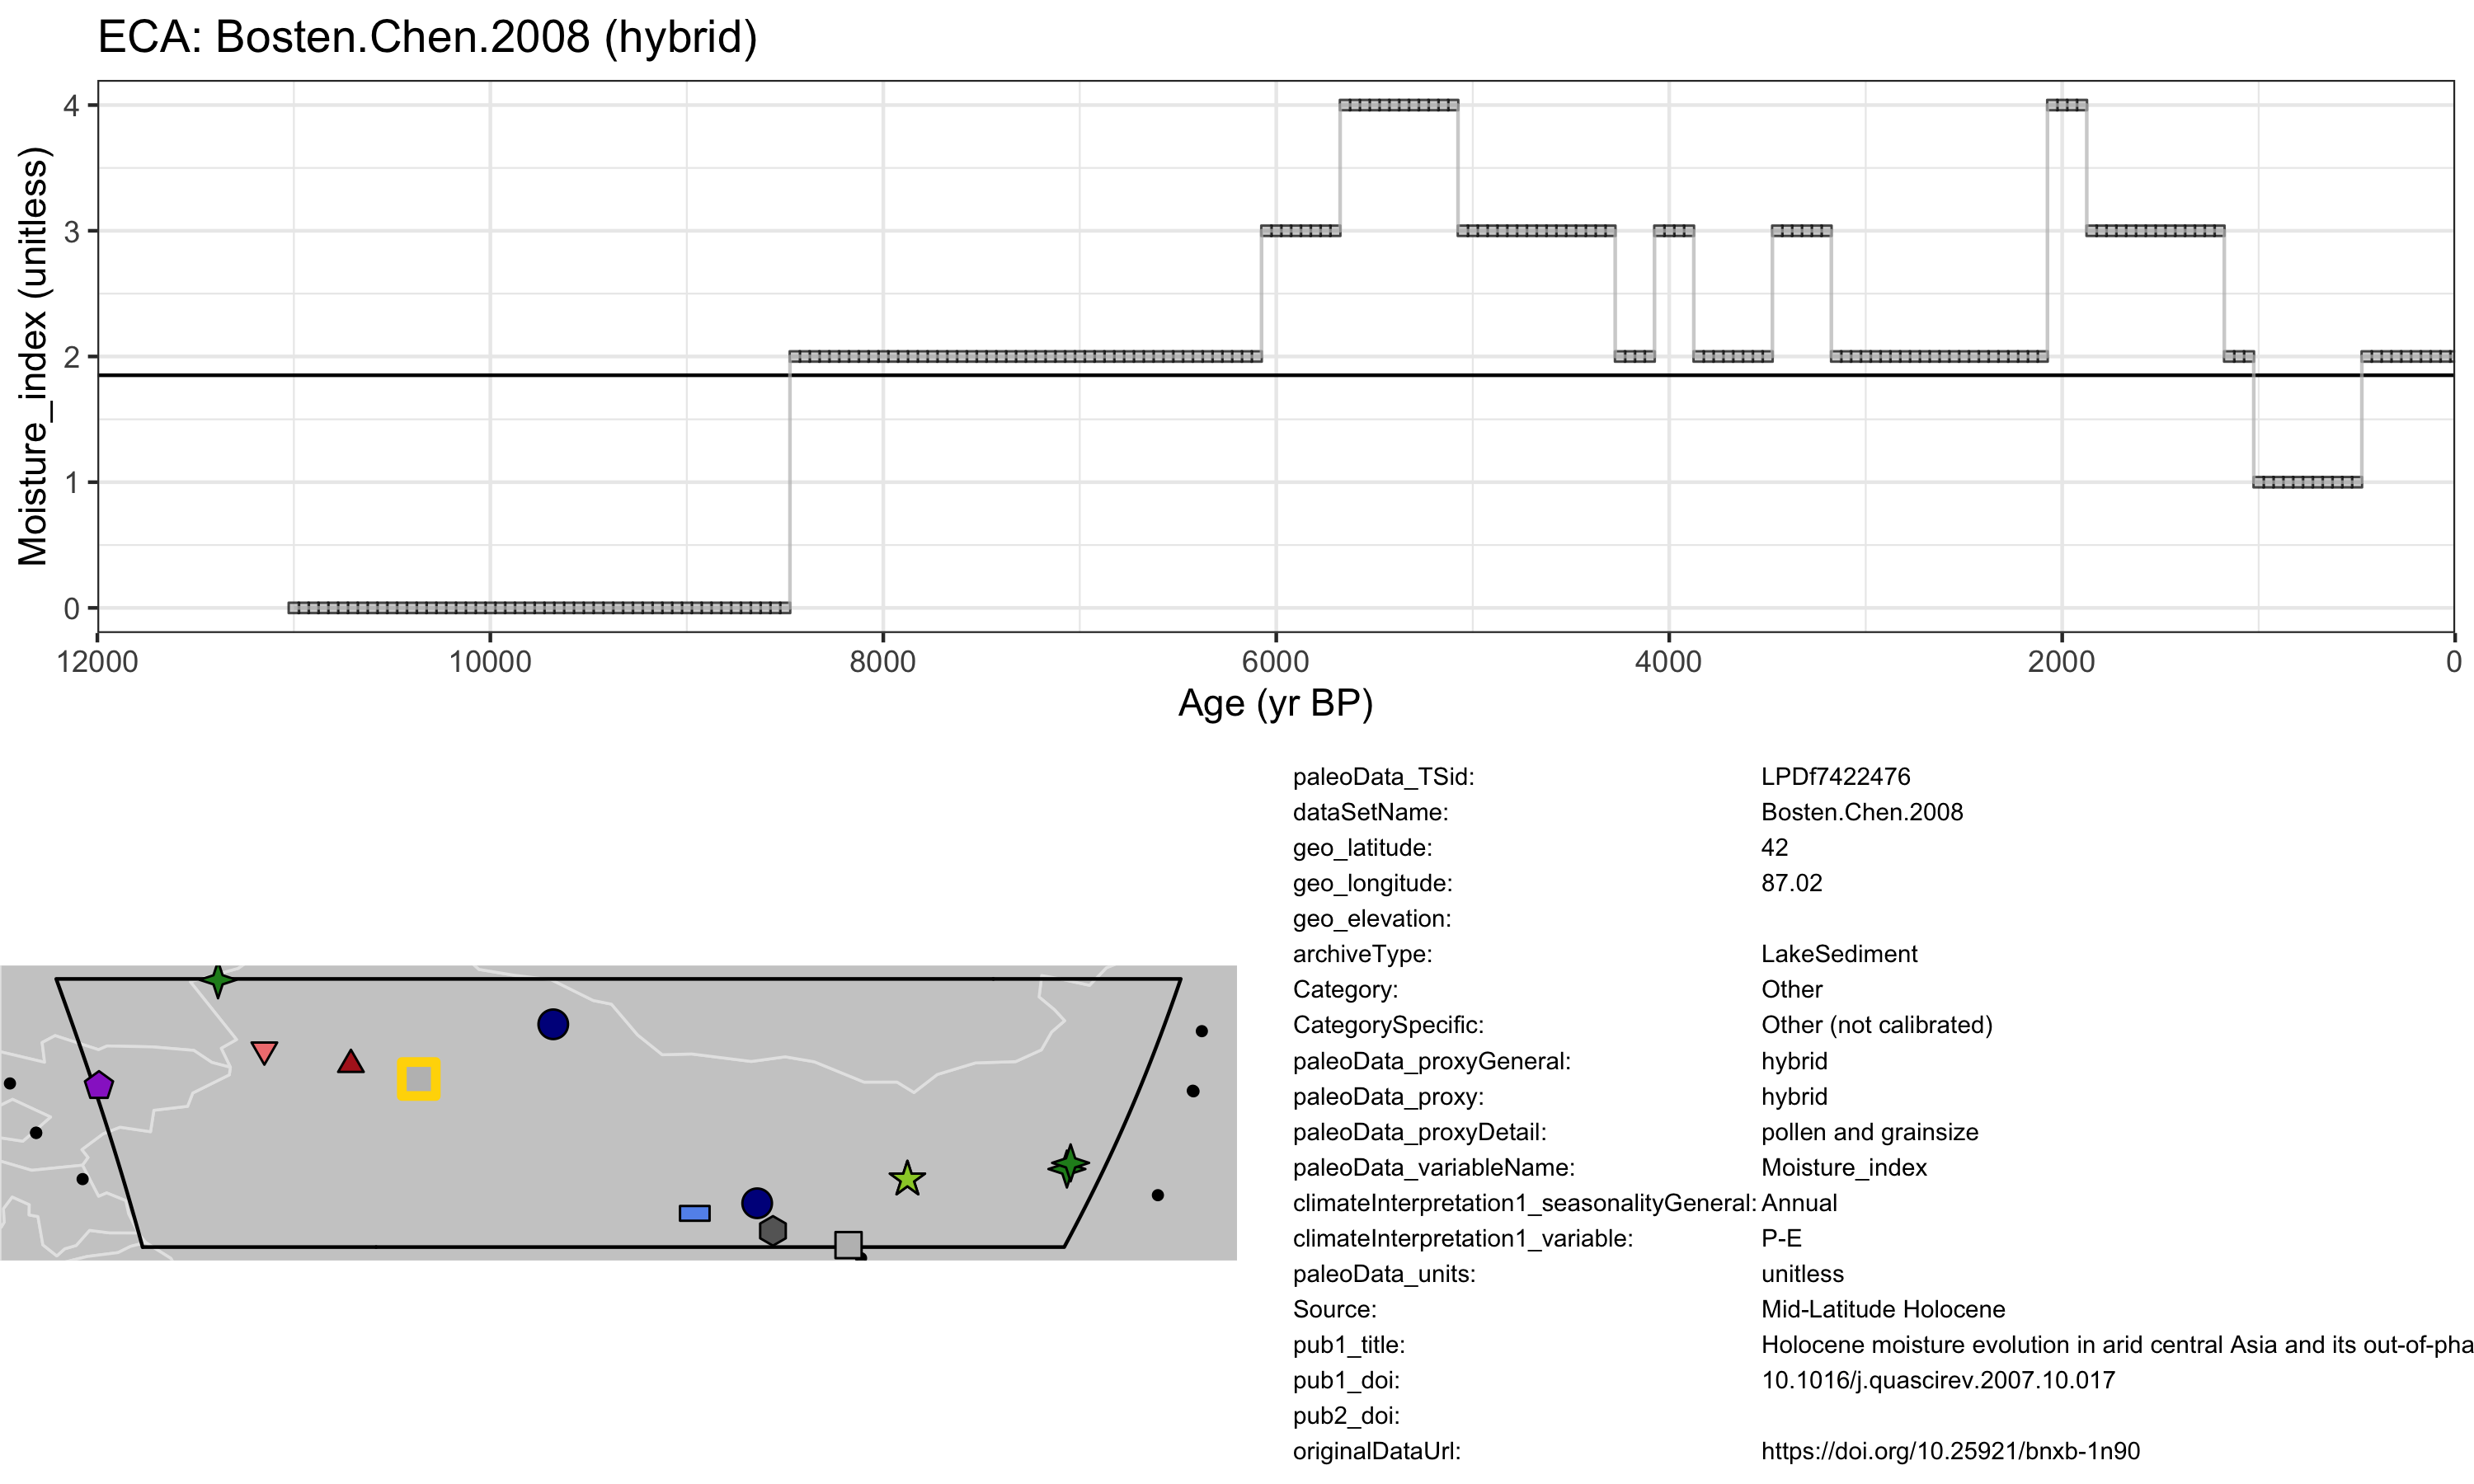 ECA: Bosten.Chen.2008 (hybrid)
Moisture_index (unitless)
4
3
2
1
0
12000 10000 8000 6000 4000 2000 0
Age (yr BP)
paleoData_TSid: LPDf7422476
dataSetName: Bosten.Chen.2008
geo_latitude: 42
geo_longitude: 87.02
geo_elevation:
archiveType: LakeSediment
Category: Other
CategorySpecific: Other (not calibrated)
paleoData_proxyGeneral: hybrid
paleoData_proxy: hybrid
paleoData_proxyDetail: pollen and grainsize
paleoData_variableName: Moisture_index
climateInterpretation1_seasonalityGeneral: Annual
climateInterpretation1_variable: P-E
paleoData_units: unitless
Source: Mid-Latitude Holocene
pub1_title: Holocene moisture evolution in arid central Asia and its out-of-pha
pub1_doi: 10.1016/j.quascirev.2007.10.017
pub2_doi:
originalDataUrl: https://doi.org/10.25921/bnxb-1n90